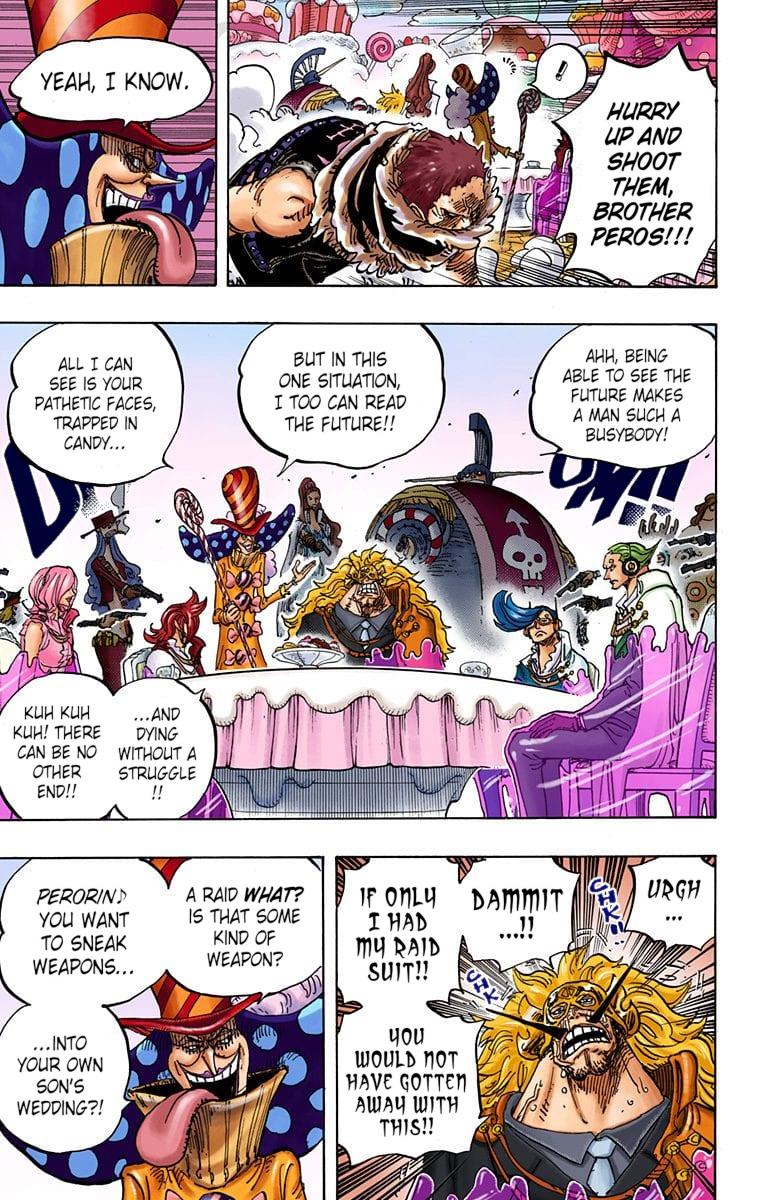 !
HURRY
UP AND
SHOOT
THEM,
BROTHER
PEROS!!!
YEAH, I KNOW.
AHH, BEING
ABLE TO SEE THE
FUTURE MAKES
A MAN SUCH A
BUSYBODY!
BUT IN THIS
ONE SITUATION,
I TOO CAN READ
THE FUTURE!!
ALL I CAN
SEE IS YOUR
PATHETIC FACES,
TRAPPED IN
CANDY...
...AND
DYING
WITHOUT A
STRUGGLE
!!
KUH KUH
KUH! THERE
CAN BE NO
OTHER
END!!
URGH
...
CHK!!
DAMMIT
...!!
CHK
IF ONLY
I HAD
MY RAID
SUIT!!
YOU
WOULD NOT
HAVE GOTTEN
AWAY WITH
THIS!!
A RAID WHAT?
IS THAT SOME
KIND OF
WEAPON?
PERORIN♪
YOU WANT
TO SNEAK
WEAPONS...
...INTO
YOUR OWN
SON'S
WEDDING?!